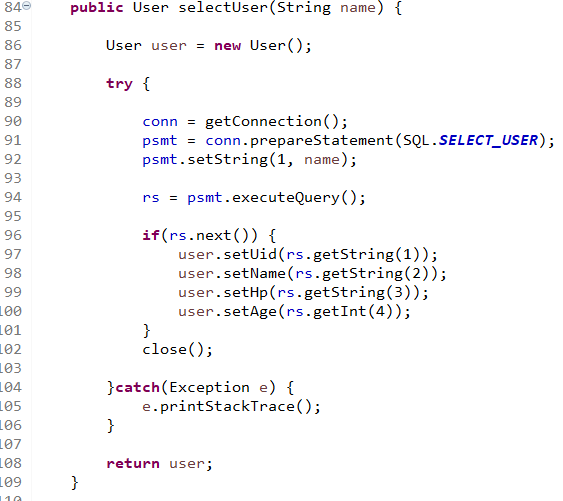 84 public User selectUser(String name) {
85
86 User user = new User();
87
88 try {
89
90 conn = getConnection();
91 psmt = conn.prepareStatement(SQL.SELECT_USER);
92 psmt.setString(1, name);
93
94 rs = psmt.executeQuery();
95
96 if(rs.next()) {
97 user.setUid(rs.getString(1));
98 user.setName(rs.getString(2));
99 user.setHp(rs.getString(3));
100 user.setAge(rs.getInt(4));
101 }
102 close();
103
104 }catch(Exception e) {
105 e.printStackTrace();
106 }
107
108 return user;
109 }
110